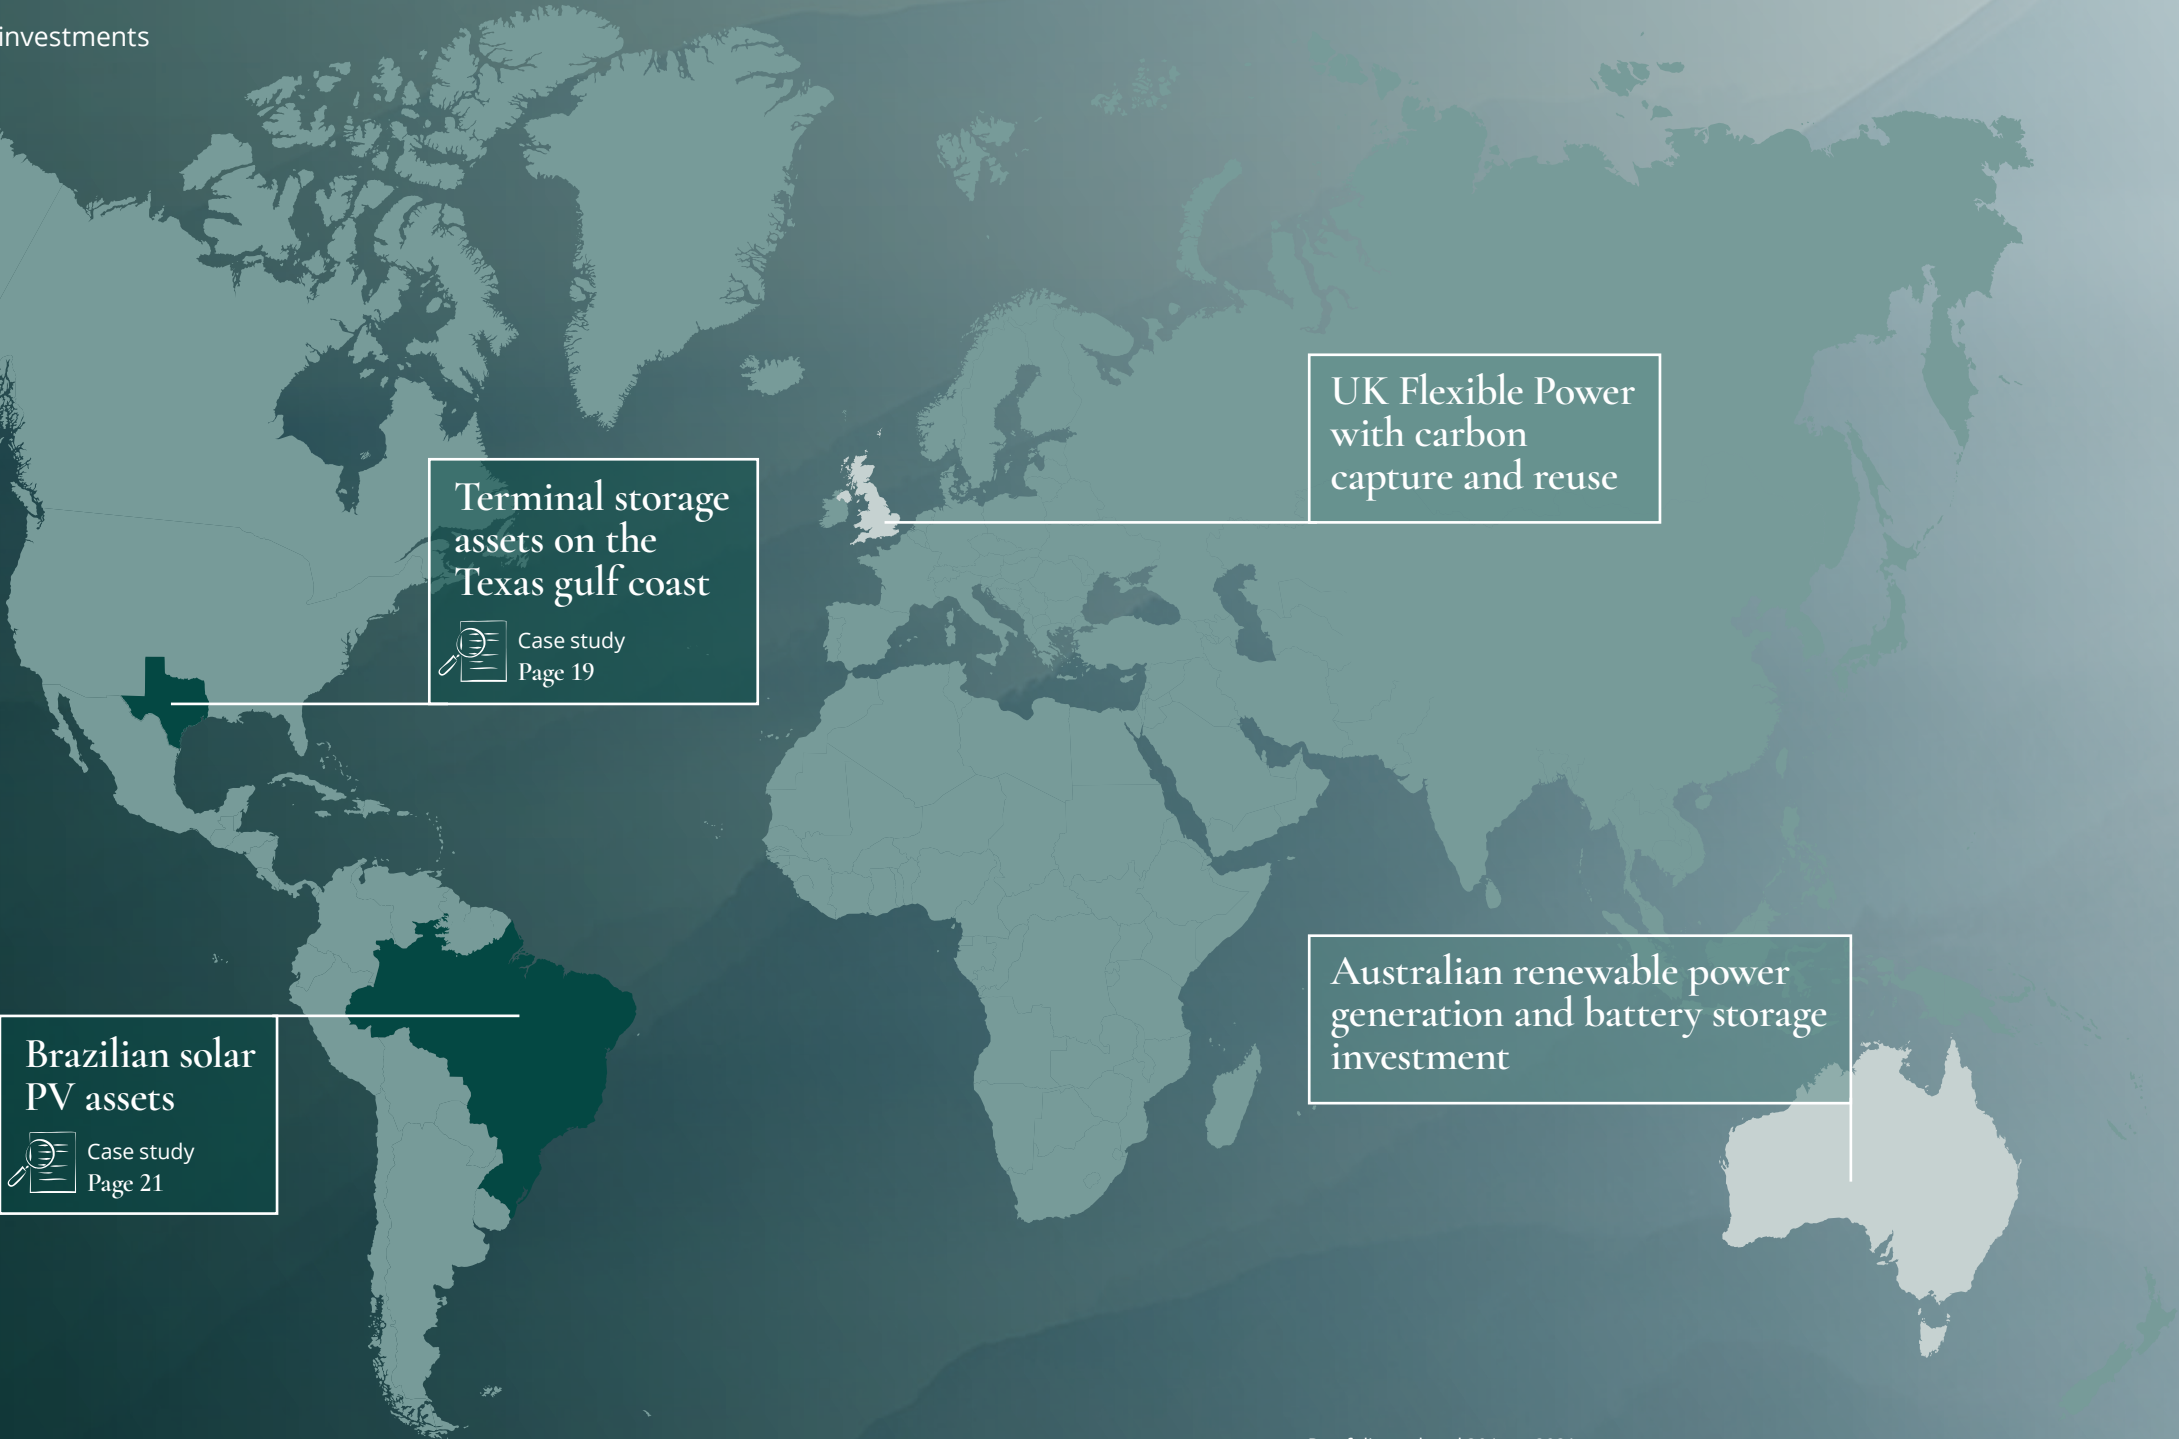 investments
UK Flexible Power
with carbon
capture and reuse
Terminal storage
assets on the
Texas gulf coast
Case study
Page 19
Australian renewable power
generation and battery storage
investment
Brazilian solar
PV assets
Case study
Page 21